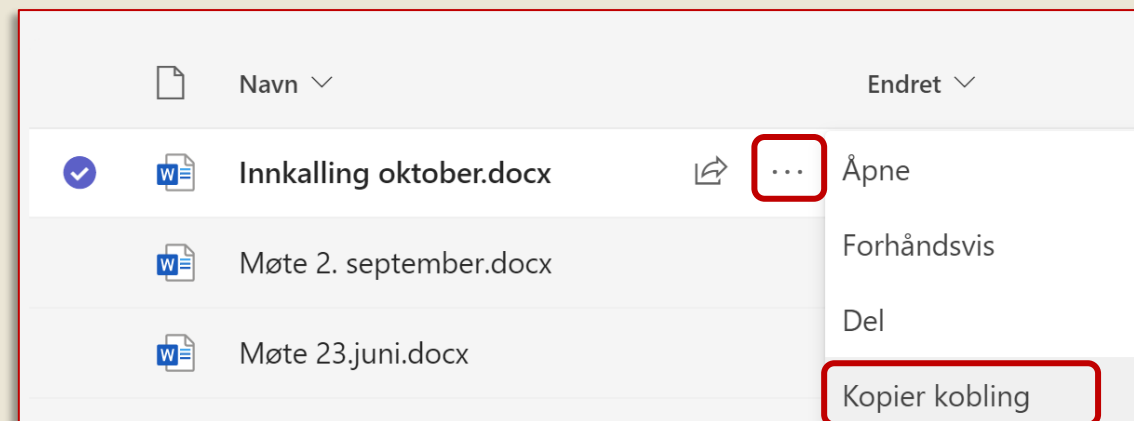 Navn Endret
Innkalling oktober.docx ... Åpne
Møte 2. september.docx Forhåndsvis
Del
Møte 23.juni.docx
Kopier kobling